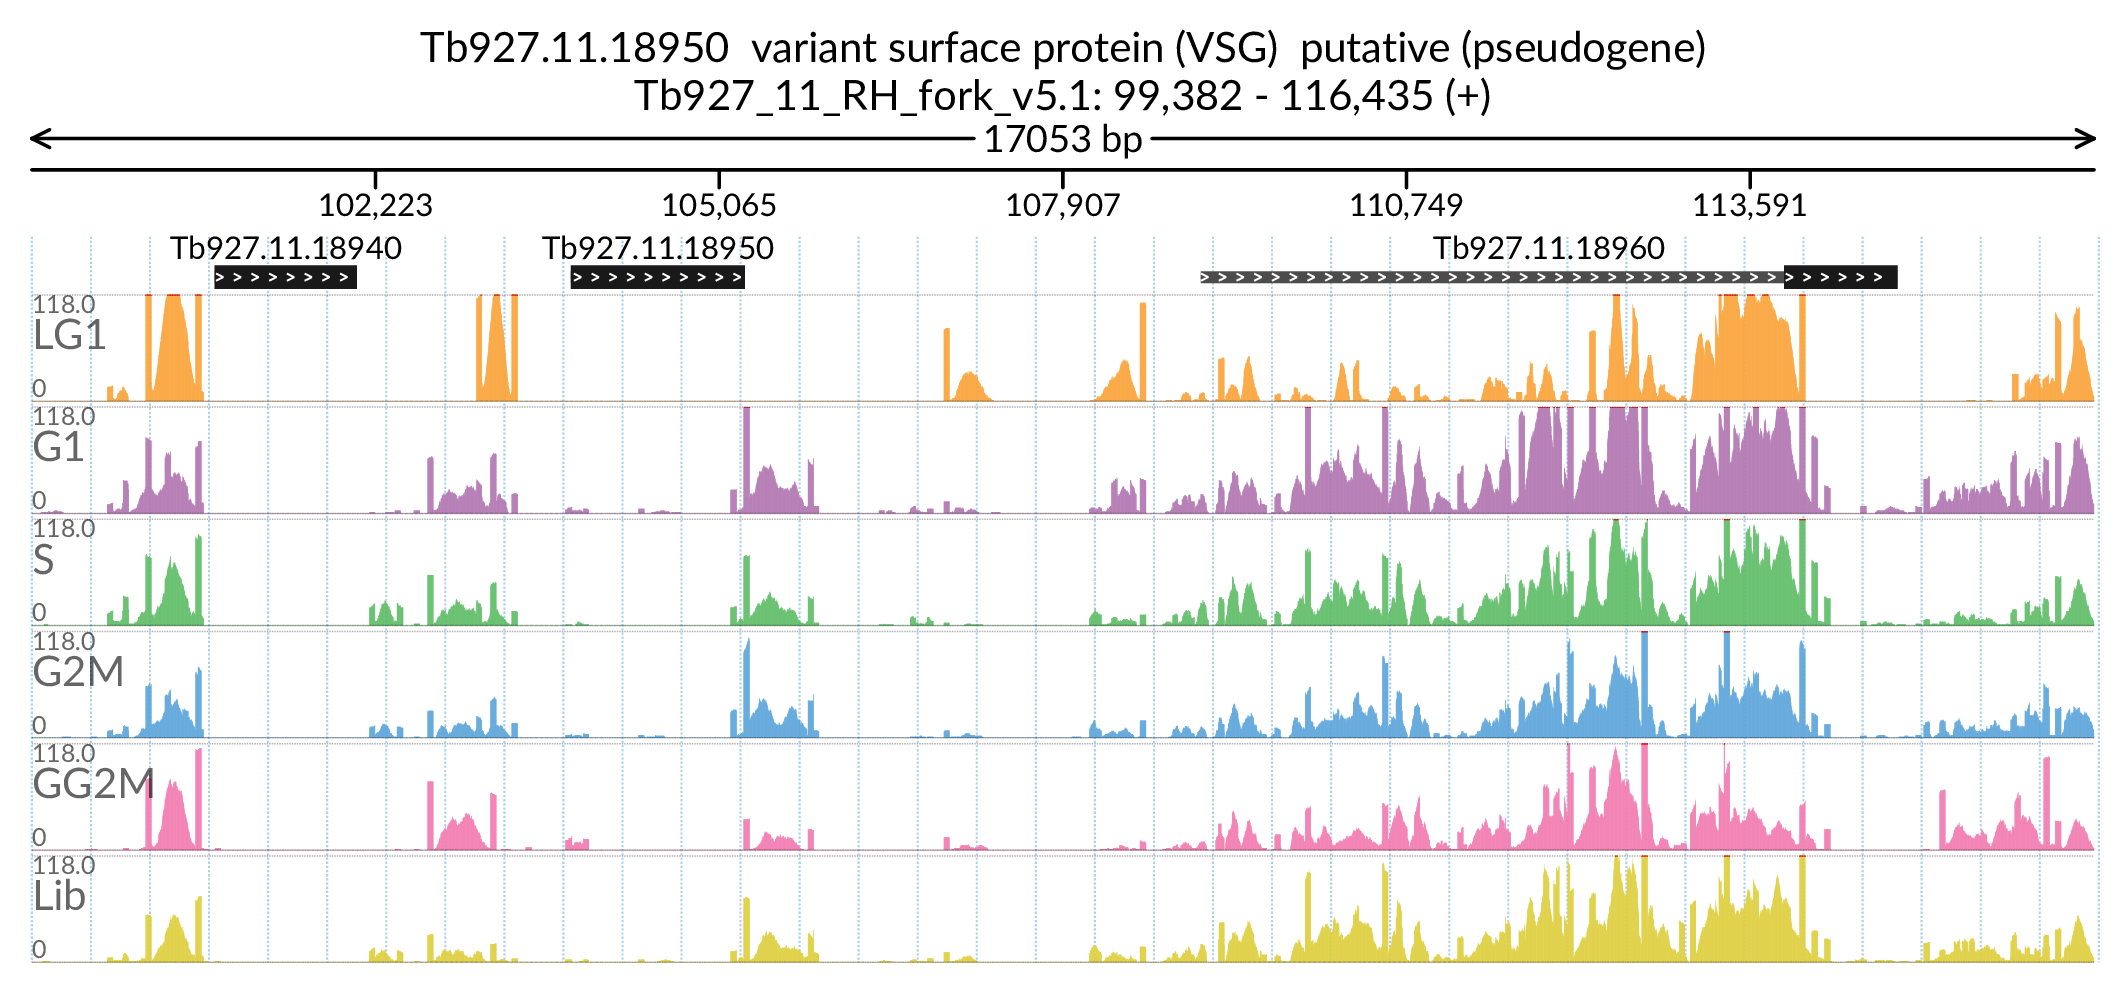 Tb927.11.18950  variant surface protein (VSG)  putative (pseudogene)
Tb927_11_RH_fork_v5.1: 99,382 - 116,435 (+)
17053 bp
102,223 105,065 107,907 110,749 113,591
Tb927.11.18940 Tb927.11.18950 Tb927.11.18960
118.0
LG1
0
118.0
G1
0
118.0
S
0
118.0
G2M
0
118.0
GG2M
0
118.0
Lib
0